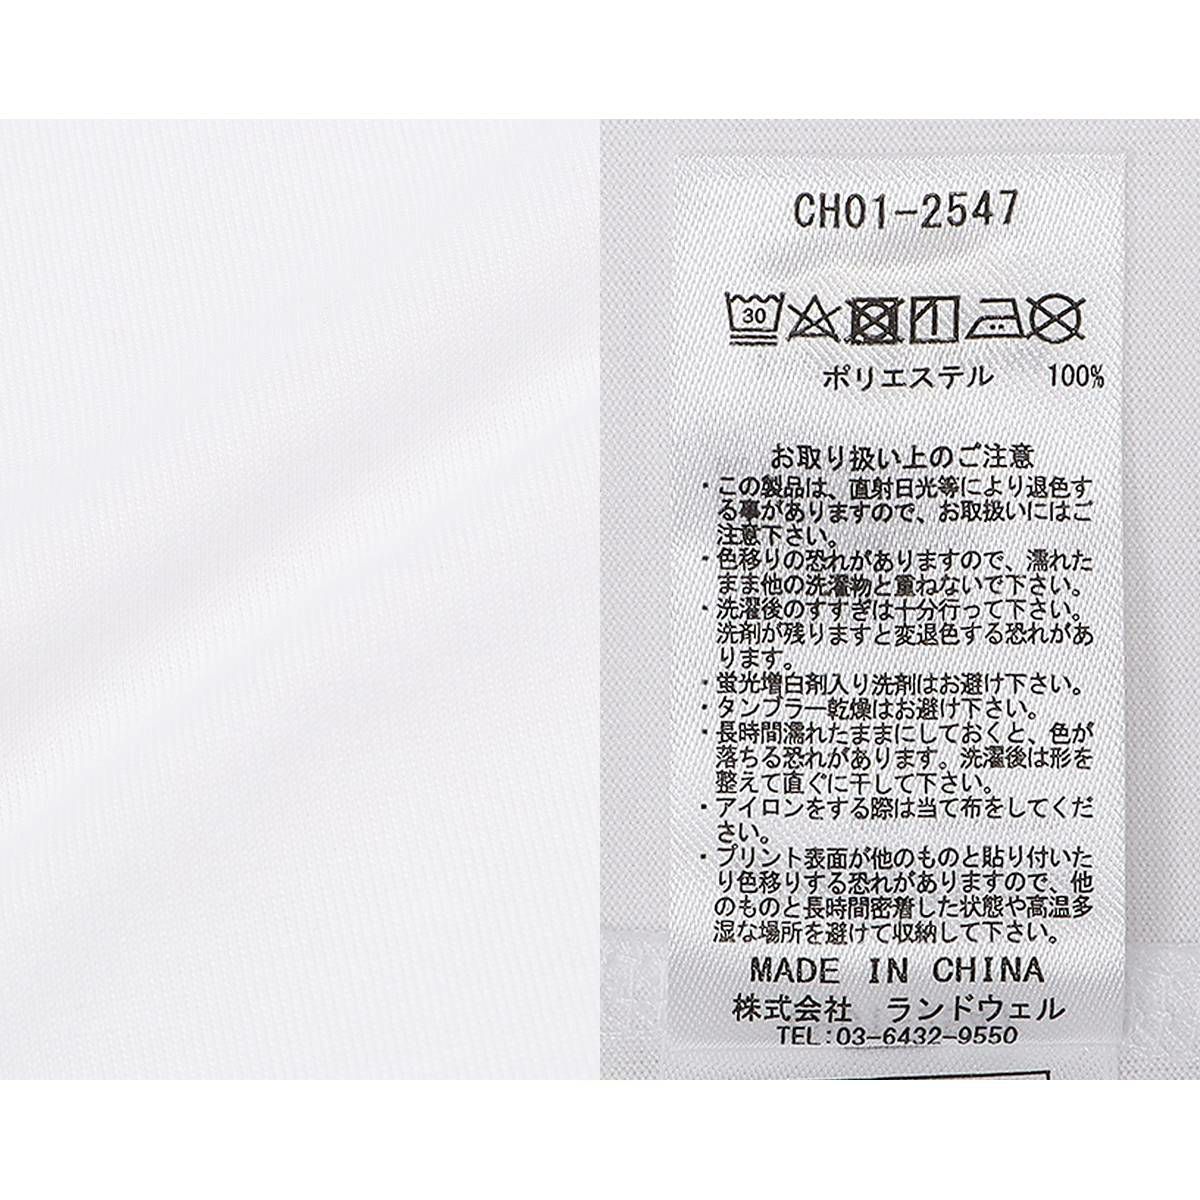 CH01-2547
30
ポリエステル 100%
お取り扱い上のご注意
・この製品は、直射日光等により退色す
る事がありますので、お取扱いにはご
注意下さい。
・色移りの恐れがありますので、濡れた
まま他の洗濯物と重ねないで下さい。
・洗濯後のすすぎは十分行って下さい。
洗剤が残りますと変退色する恐れがあ
ります。
・蛍光増白剤入り洗剤はお避け下さい。
・タンブラー乾燥はお避け下さい。
・長時間濡れたままにしておくと、色が
落ちる恐れがあります。洗濯後は形を
整えて直ぐに干して下さい。
・アイロンをする際は当て布をしてくだ
さい。
・プリント表面が他のものと貼り付いた
り色移りする恐れがありますので、他
のものと長時間密着した状態や高温多
湿な場所を避けて収納して下さい。
MADE IN CHINA
株式会社 ランドウェル
TEL:03-6432-9550